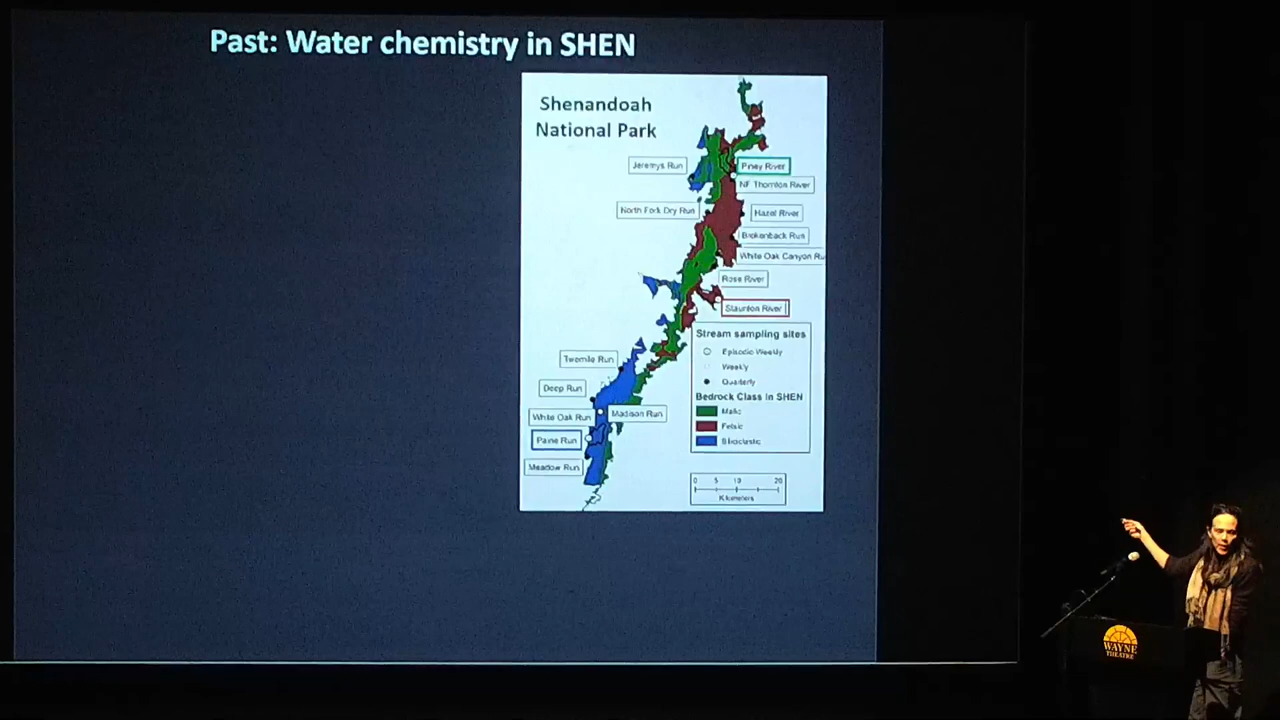 Past: Water chemistry in SHEN
Shenandoah
National Park
Jeremys Run
Piney River
NF Thornton River
North Fork Dry Run
Hazel River
Brokenback Run
White Oak Canyon Ru
Rose River
Staunton River
Stream sampling sites
Episodic Weekly
Weekly
Quarterly
Bedrock Class in SHEN
Mafic
Felsic
Siliciclastic
Twomile Run
Deep Run
White Oak Run
Madison Run
Paine Run
Meadow Run
0 5 10 20
Kilometers
WAYNE
THEATRE